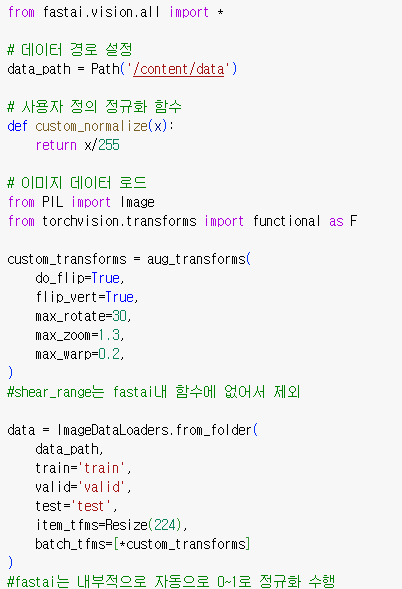 from fastai.vision.all import *
# 데이터 경로 설정
data_path = Path('/content/data')
# 사용자 정의 정규화 함수
def custom_normalize(x):
    return x/255
# 이미지 데이터 로드
from PIL import Image
from torchvision.transforms import functional as F
custom_transforms = aug_transforms(
    do_flip=True,
    flip_vert=True,
    max_rotate=30,
    max_zoom=1.3,
    max_warp=0.2,
)
#shear_range는 fastai내 함수에 없어서 제외
data = ImageDataLoaders.from_folder(
    data_path,
    train='train',
    valid='valid',
    test='test',
    item_tfms=Resize(224),
    batch_tfms=[*custom_transforms]
)
#fastai는 내부적으로 자동으로 0~1로 정규화 수행